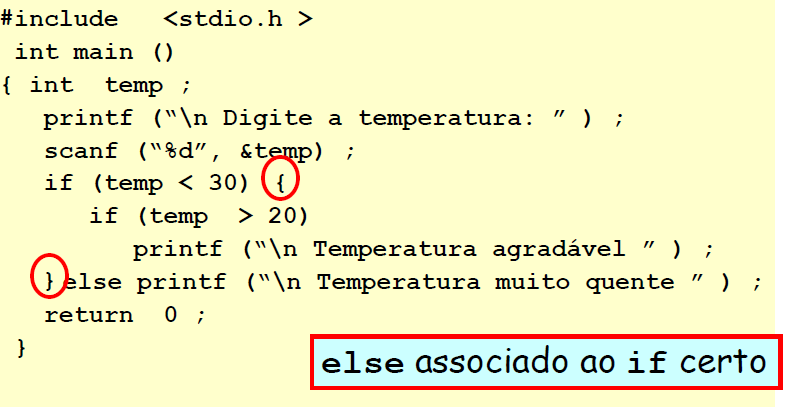 #include   <stdio.h >
int main ()
{ int  temp ;
printf (“\n Digite a temperatura: ” ) ;
scanf (“%d”, &temp) ;
if (temp < 30) {
if (temp  > 20)
printf (“\n Temperatura agradável ” ) ;
} else printf (“\n Temperatura muito quente ” ) ;
return  0 ;
}
else associado ao if certo